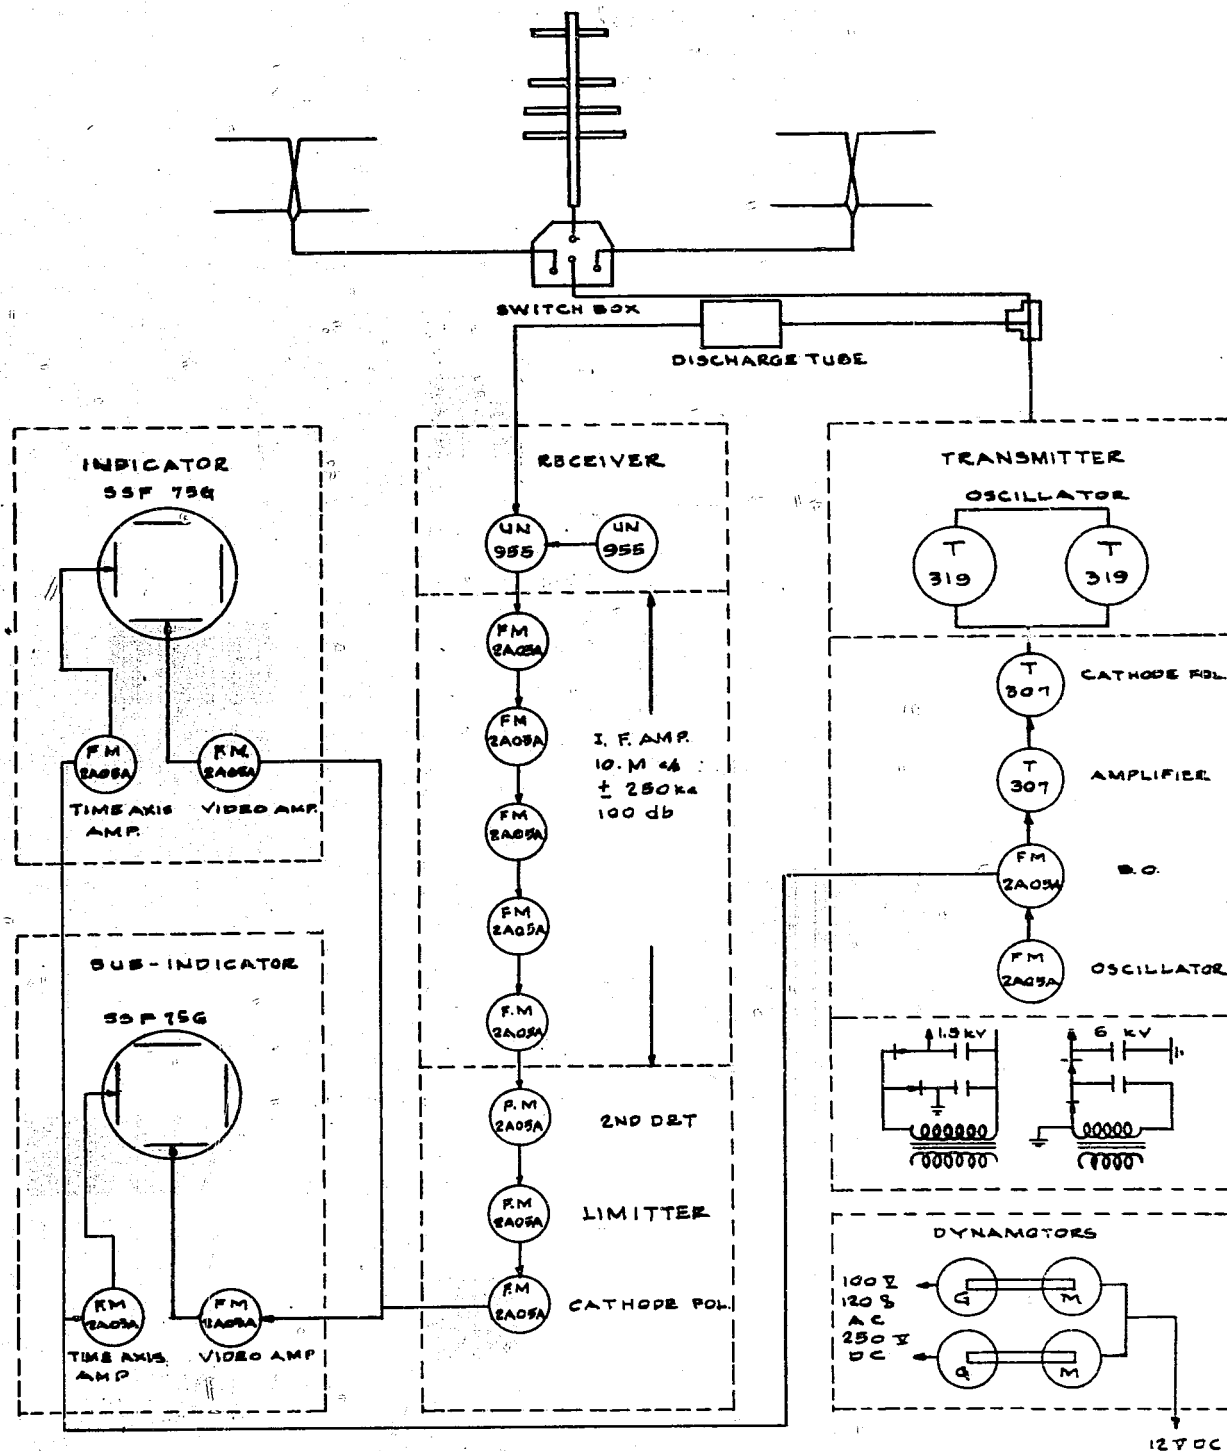 SWITCH BOX
DISCHARGE TUBE
INDICATOR
SSF 75G
FM
2A05A
TIME AXIS
AMP.
FM
2A05A
VIDEO AMP.
SUB-INDICATOR
SSF 75G
FM
2A05A
TIME AXIS
AMP
FM
2A05A
VIDEO AMP
RECEIVER
UN
955
UN
955
FM
2A05A
FM
2A05A
FM
2A05A
FM
2A05A
F.M
2A05A
I. F. AMP.
10. M c/s
± 250 kc
100 db
F.M
2A05A
2ND DET
F.M
2A05A
LIMITTER
F.M
2A05A
CATHODE FOL.
TRANSMITTER
OSCILLATOR
T
319
T
319
T
307
CATHODE FOL.
T
307
AMPLIFIER
FM
2A05A
B.O.
FM
2A05A
OSCILLATOR
1.5 KV
6 KV
DYNAMOTORS
100 V
120
AC
250 V
DC
G
M
G
M
12 V DC